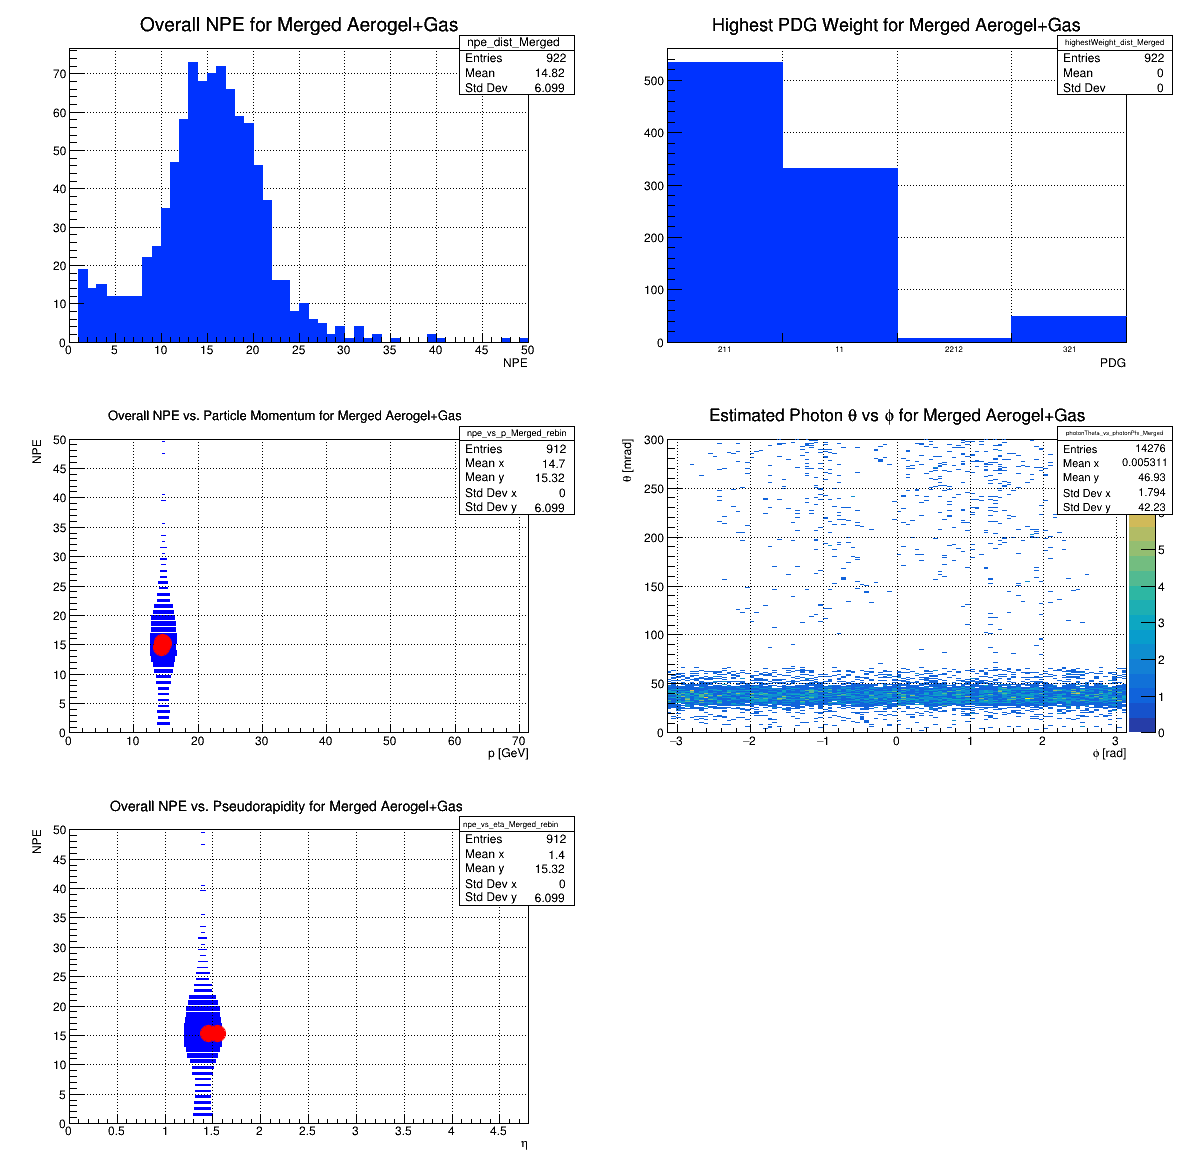 Overall NPE for Merged Aerogel+Gas
npe_dist_Merged
Entries 922
Mean 14.82
Std Dev 6.099
70
60
50
40
30
20
10
0
0 5 10 15 20 25 30 35 40 45 50
NPE
Highest PDG Weight for Merged Aerogel+Gas
highestWeight_dist_Merged
Entries 922
Mean 0
Std Dev 0
500
400
300
200
100
0
211 11 2212 321
PDG
Overall NPE vs. Particle Momentum for Merged Aerogel+Gas
npe_vs_p_Merged_rebin
Entries 912
Mean x 14.7
Mean y 15.32
Std Dev x 0
Std Dev y 6.099
NPE
50
45
40
35
30
25
20
15
10
5
0
0 10 20 30 40 50 60 70
p [GeV]
Estimated Photon θ vs ϕ for Merged Aerogel+Gas
photonTheta_vs_photonPhi_Merged
Entries 14276
Mean x 0.005311
Mean y 46.93
Std Dev x 1.794
Std Dev y 42.23
θ [mrad]
300
250
200
150
100
50
0
−3 −2 −1 0 1 2 3
ϕ [rad]
5
4
3
2
1
0
Overall NPE vs. Pseudorapidity for Merged Aerogel+Gas
npe_vs_eta_Merged_rebin
Entries 912
Mean x 1.4
Mean y 15.32
Std Dev x 0
Std Dev y 6.099
NPE
50
45
40
35
30
25
20
15
10
5
0
0 0.5 1 1.5 2 2.5 3 3.5 4 4.5
η